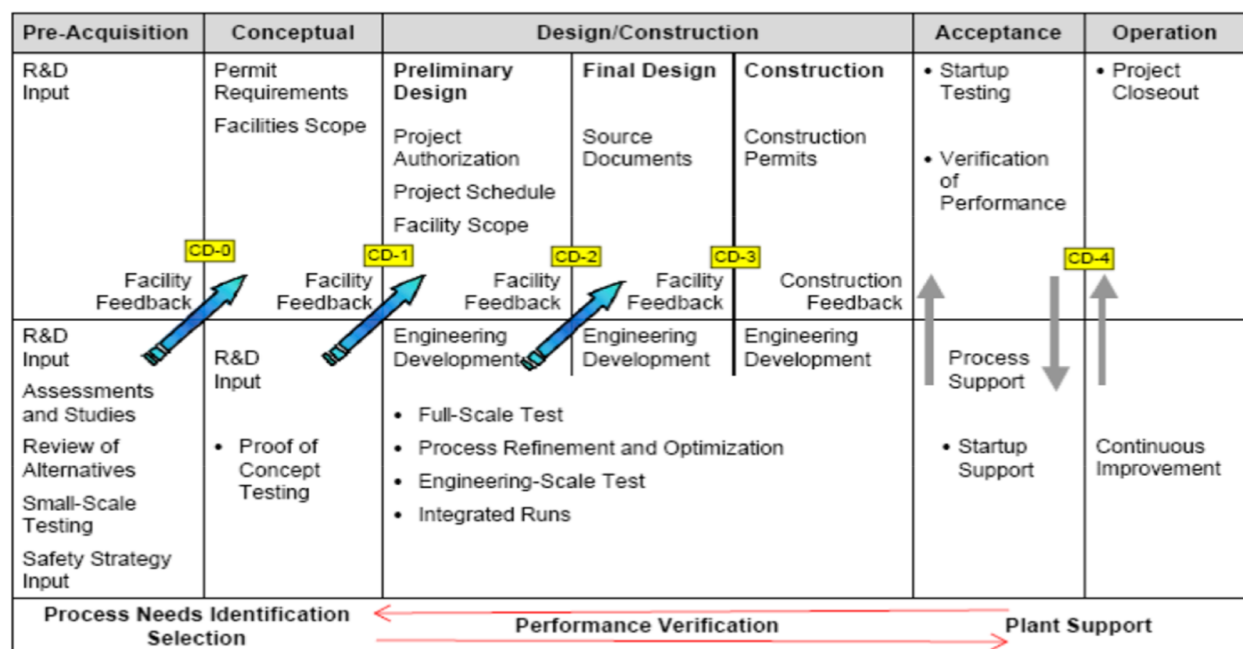 Pre-Acquisition
Conceptual
Design/Construction
Acceptance
Operation
R&D
Input
Permit
Requirements
Facilities Scope
Preliminary
Design
Project
Authorization
Project Schedule
Facility Scope
Final Design
Source
Documents
Construction
Construction
Permits
• Startup
Testing
• Verification
of
Performance
• Project
Closeout
CD-0
CD-1
CD-2
CD-3
CD-4
Facility
Feedback
Facility
Feedback
Facility
Feedback
Facility
Feedback
Construction
Feedback
R&D
Input
Assessments
and Studies
Review of
Alternatives
Small-Scale
Testing
Safety Strategy
Input
R&D
Input
• Proof of
Concept
Testing
Engineering
Development
Engineering
Development
Engineering
Development
• Full-Scale Test
• Process Refinement and Optimization
• Engineering-Scale Test
• Integrated Runs
Process
Support
• Startup
Support
Continuous
Improvement
Process Needs Identification
Selection
Performance Verification
Plant Support